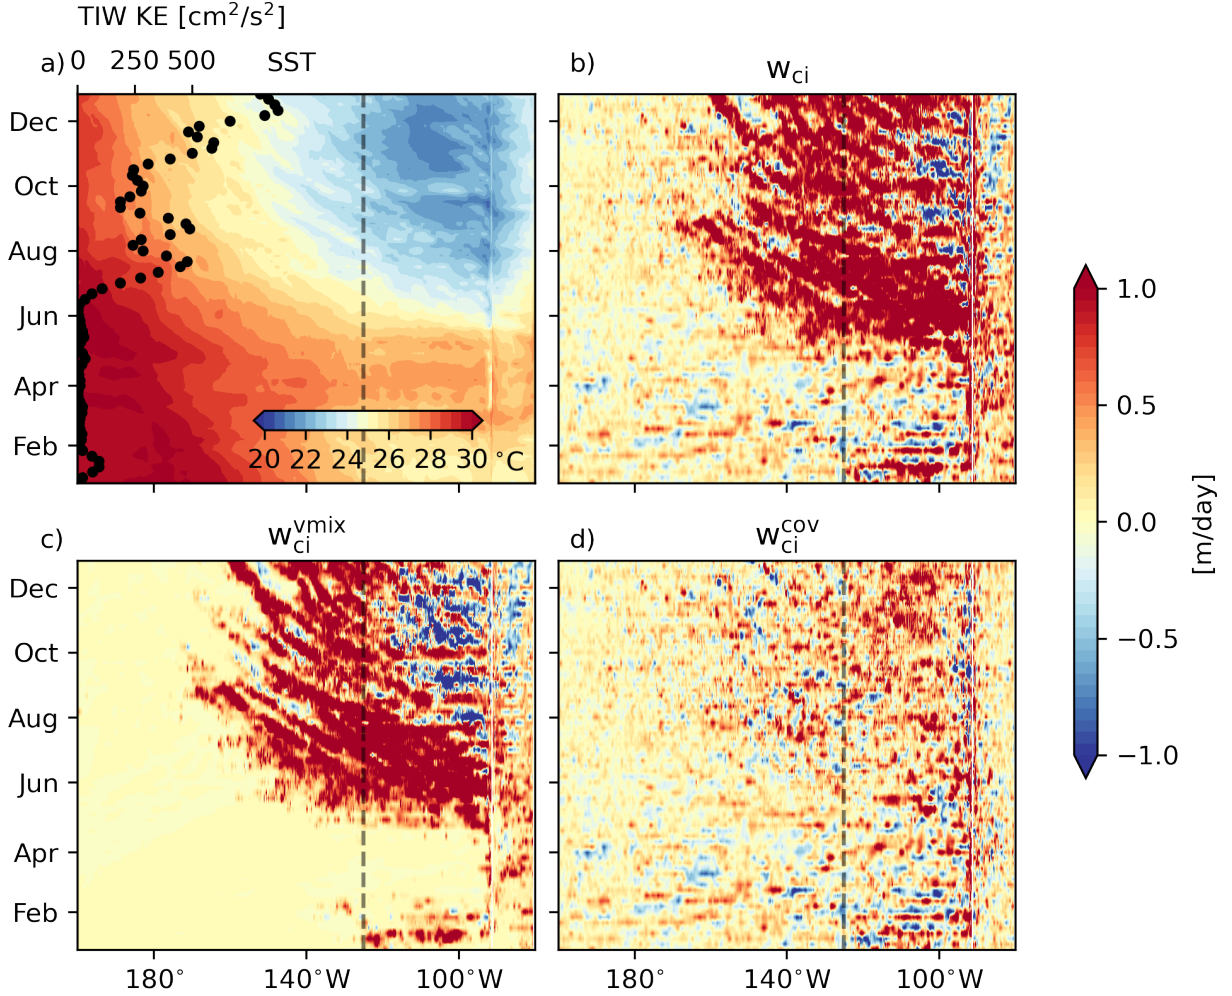 TIW KE [cm²/s²]
a) 0 250 500 SST
Dec
Oct
Aug
Jun
Apr
Feb
20 22 24 26 28 30 °C
b) w_ci
c) w_ci^vmix
Dec
Oct
Aug
Jun
Apr
Feb
180° 140°W 100°W
d) w_ci^cov
180° 140°W 100°W
1.0
0.5
0.0
−0.5
−1.0
[m/day]